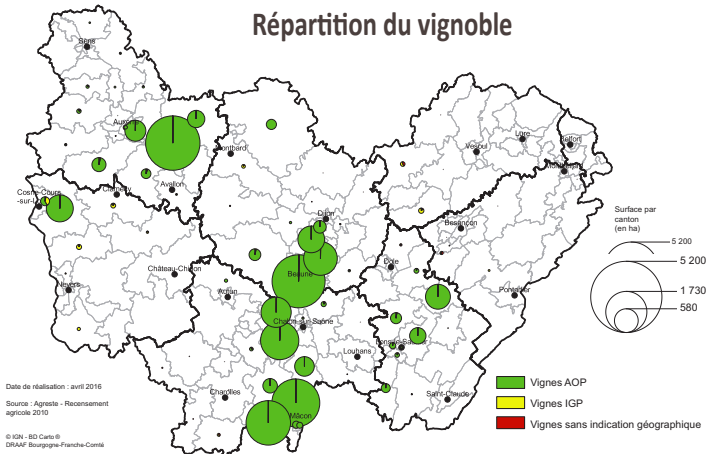 Répartition du vignoble
Sens
Auxerre
Montbard
Avallon
Clamecy
Cosne-Cours
-sur-L
Vesoul
Lure
Belfort
Montbéliard
Dijon
Besançon
Dole
Beaune
Château-Chinon
Nevers
Autun
Pontarlier
Chalon-sur-Saône
Louhans
Lons-le-Saunier
Charolles
Saint-Claude
Mâcon
Surface par
canton
(en ha)
5 200
5 200
1 730
580
Vignes AOP
Vignes IGP
Vignes sans indication géographique
Date de réalisation : avril 2016
Source : Agreste - Recensement
agricole 2010
© IGN - BD Carto ®
DRAAF Bourgogne-Franche-Comté